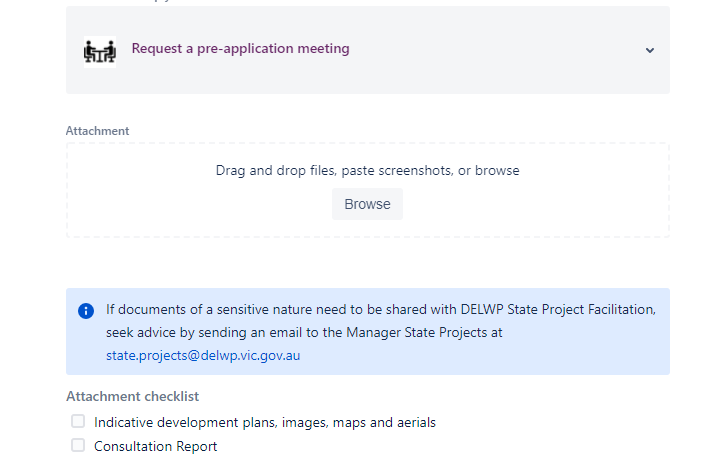 Request a pre-application meeting
Attachment
Drag and drop files, paste screenshots, or browse
Browse
If documents of a sensitive nature need to be shared with DELWP State Project Facilitation,
seek advice by sending an email to the Manager State Projects at
state.projects@delwp.vic.gov.au
Attachment checklist
Indicative development plans, images, maps and aerials
Consultation Report